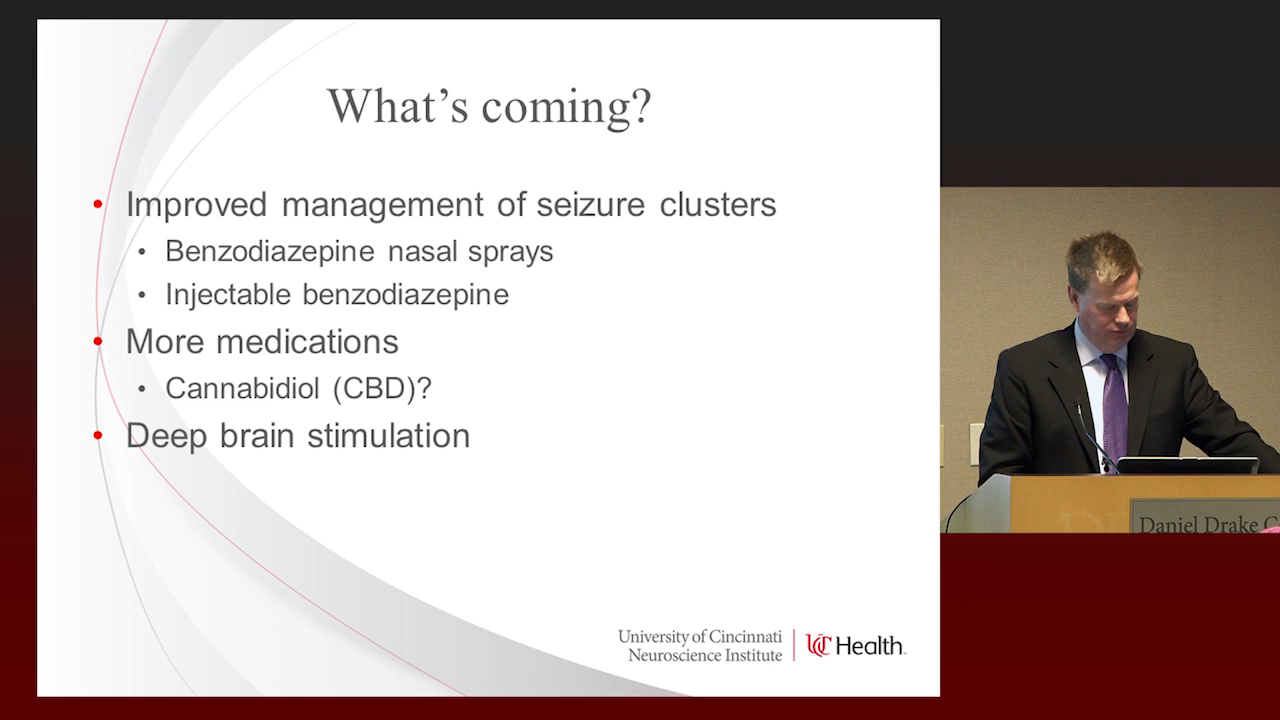 What’s coming?
• Improved management of seizure clusters
• Benzodiazepine nasal sprays
• Injectable benzodiazepine
• More medications
• Cannabidiol (CBD)?
• Deep brain stimulation
University of Cincinnati
Neuroscience Institute
UC Health
Daniel Drake